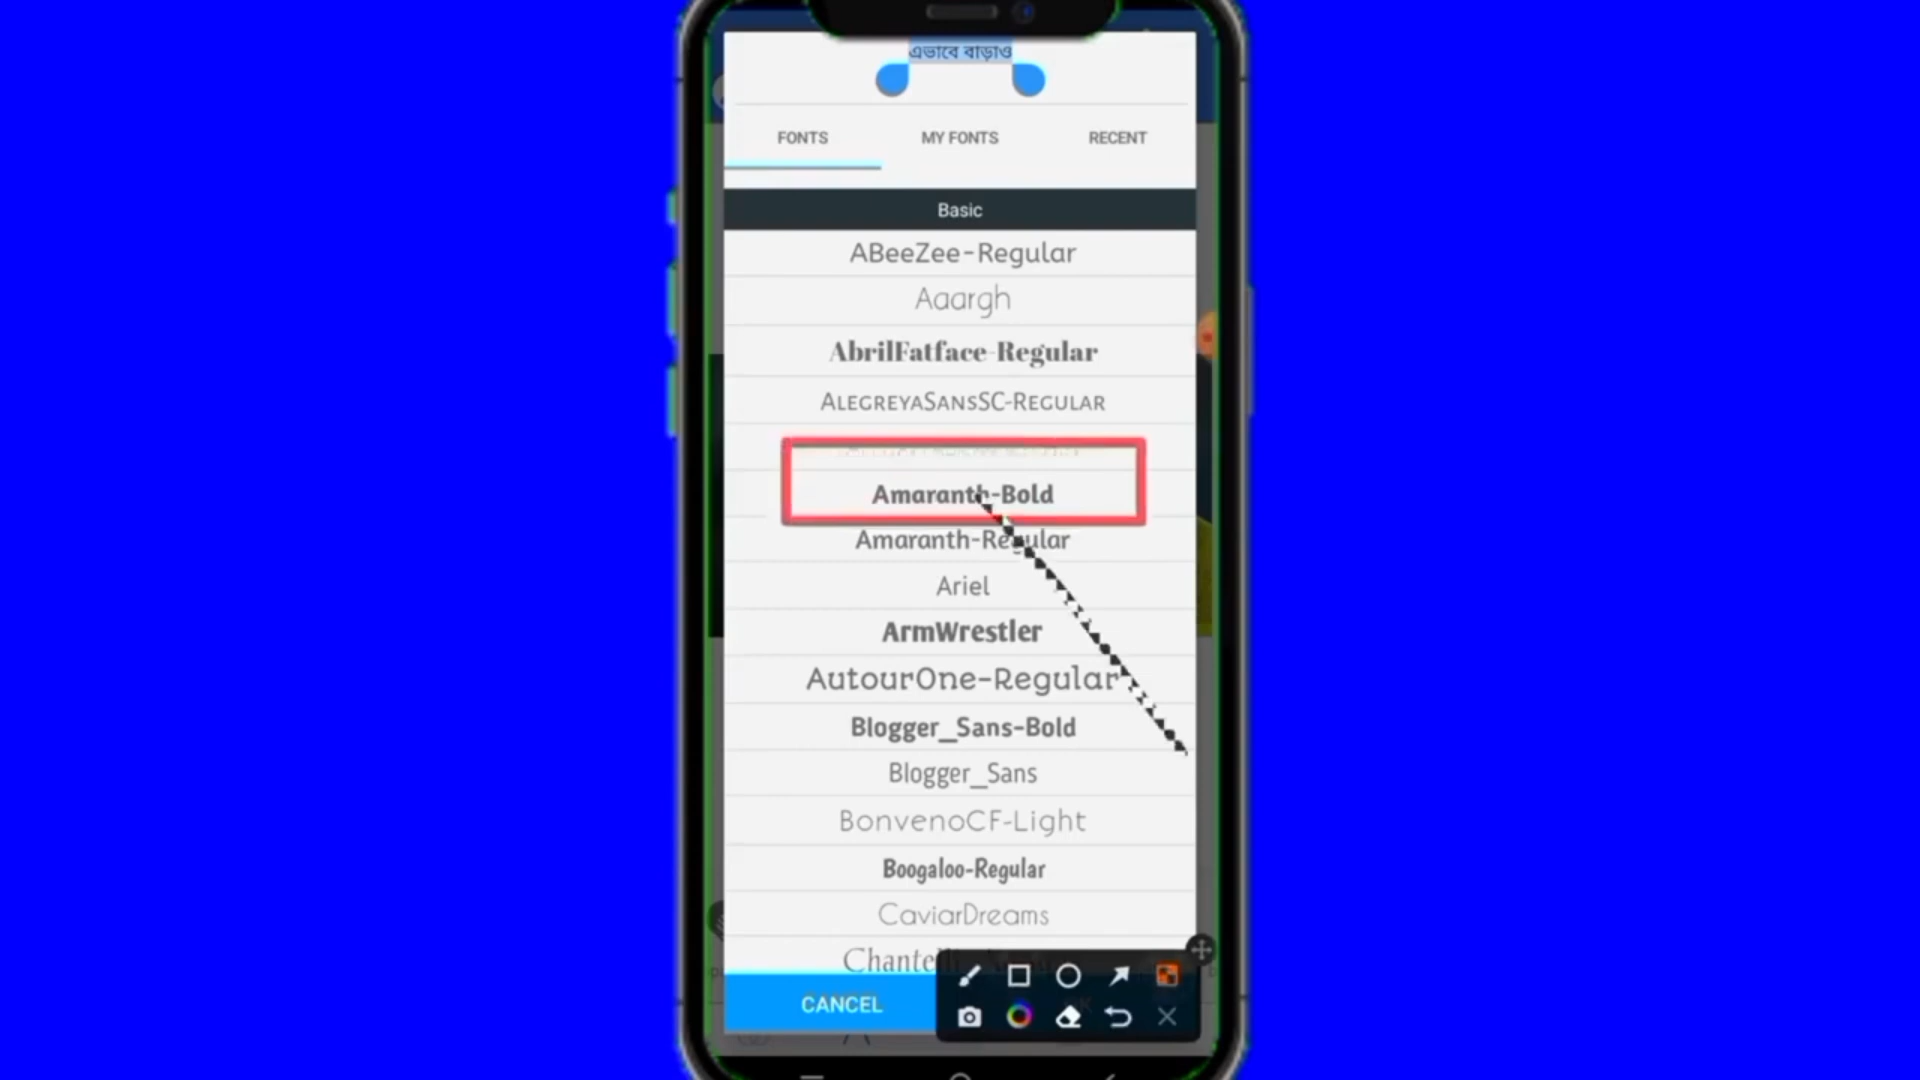 এভাবে বাড়াও
FONTS MY FONTS RECENT
Basic
ABeeZee-Regular
Aaargh
AbrilFatface-Regular
AlegreyaSansSC-Regular
Amaranth-Bold
Amaranth-Regular
Ariel
ArmWrestler
AutourOne-Regular
Blogger_Sans-Bold
Blogger_Sans
BonvenoCF-Light
Boogaloo-Regular
CaviarDreams
CANCEL